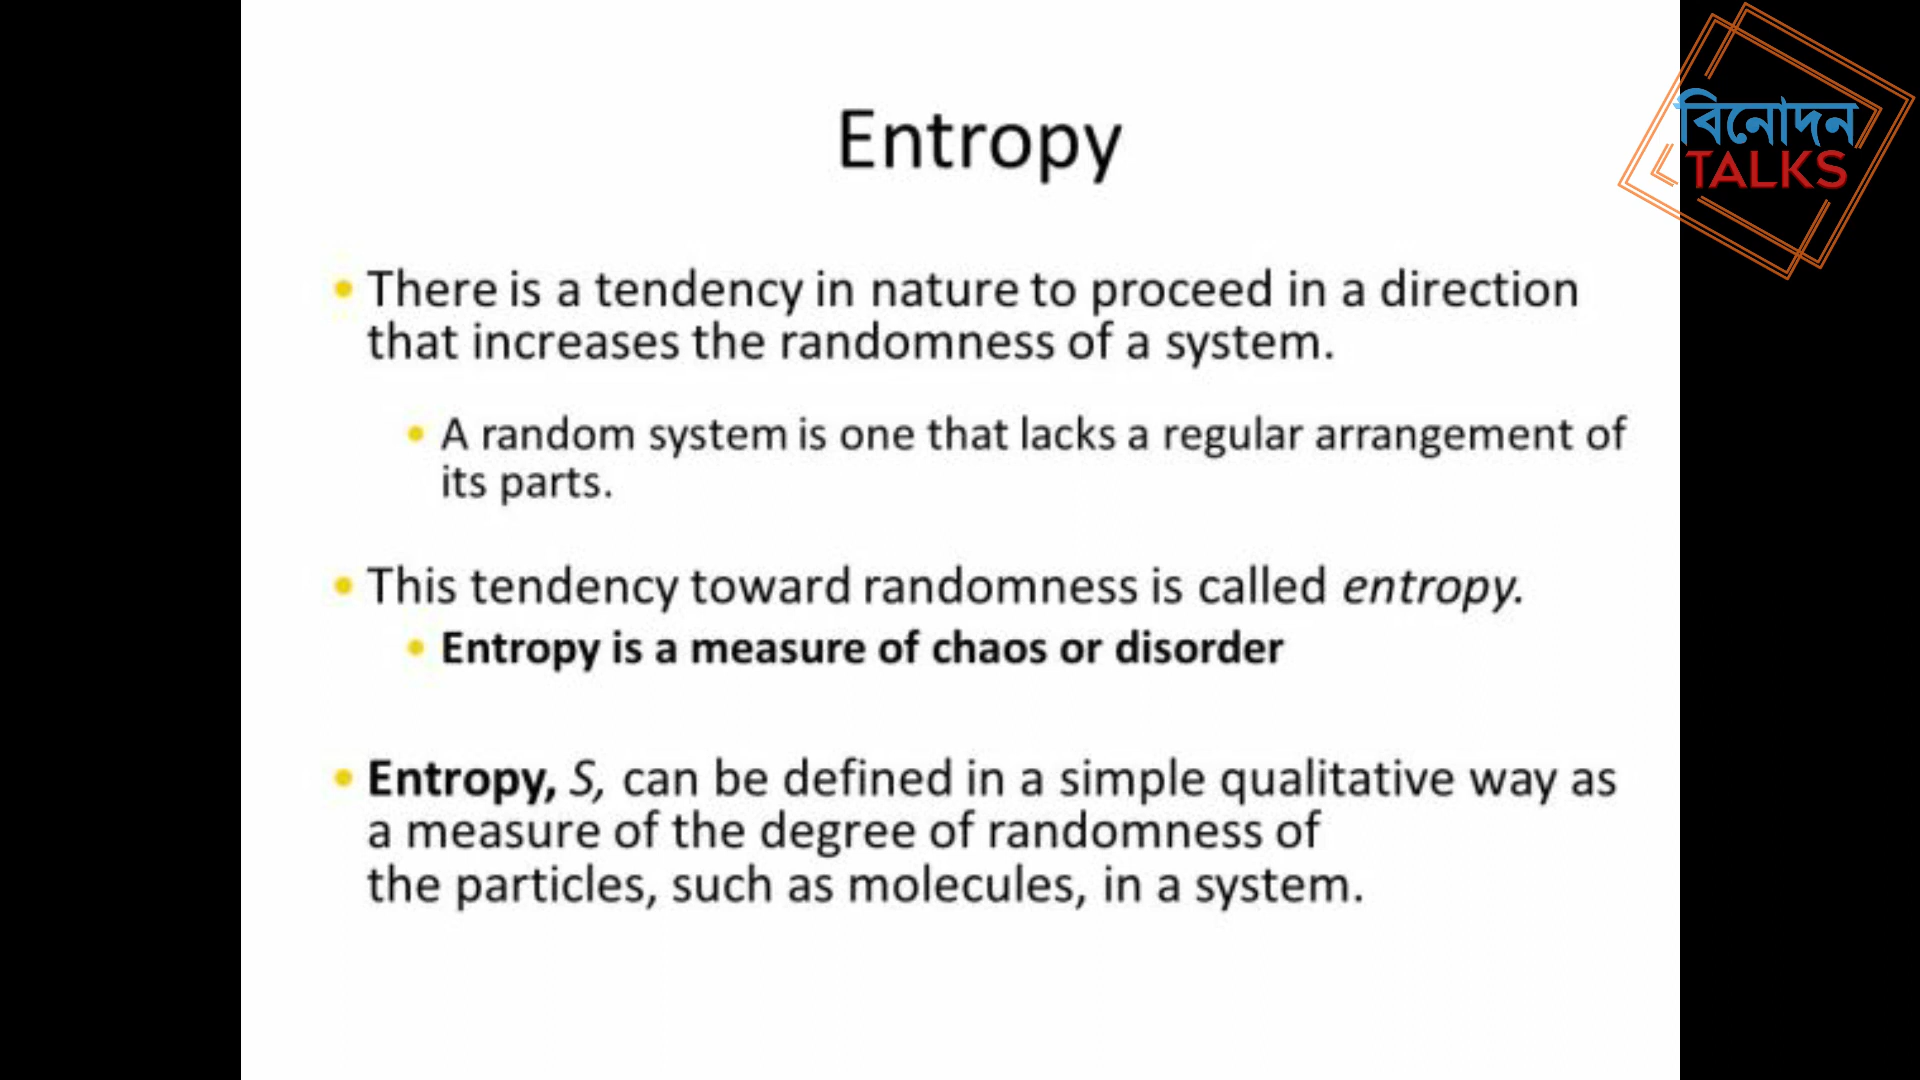 বিনোদন
TALKS
Entropy
• There is a tendency in nature to proceed in a direction
that increases the randomness of a system.
• A random system is one that lacks a regular arrangement of
its parts.
• This tendency toward randomness is called entropy.
• Entropy is a measure of chaos or disorder
• Entropy, S, can be defined in a simple qualitative way as
a measure of the degree of randomness of
the particles, such as molecules, in a system.